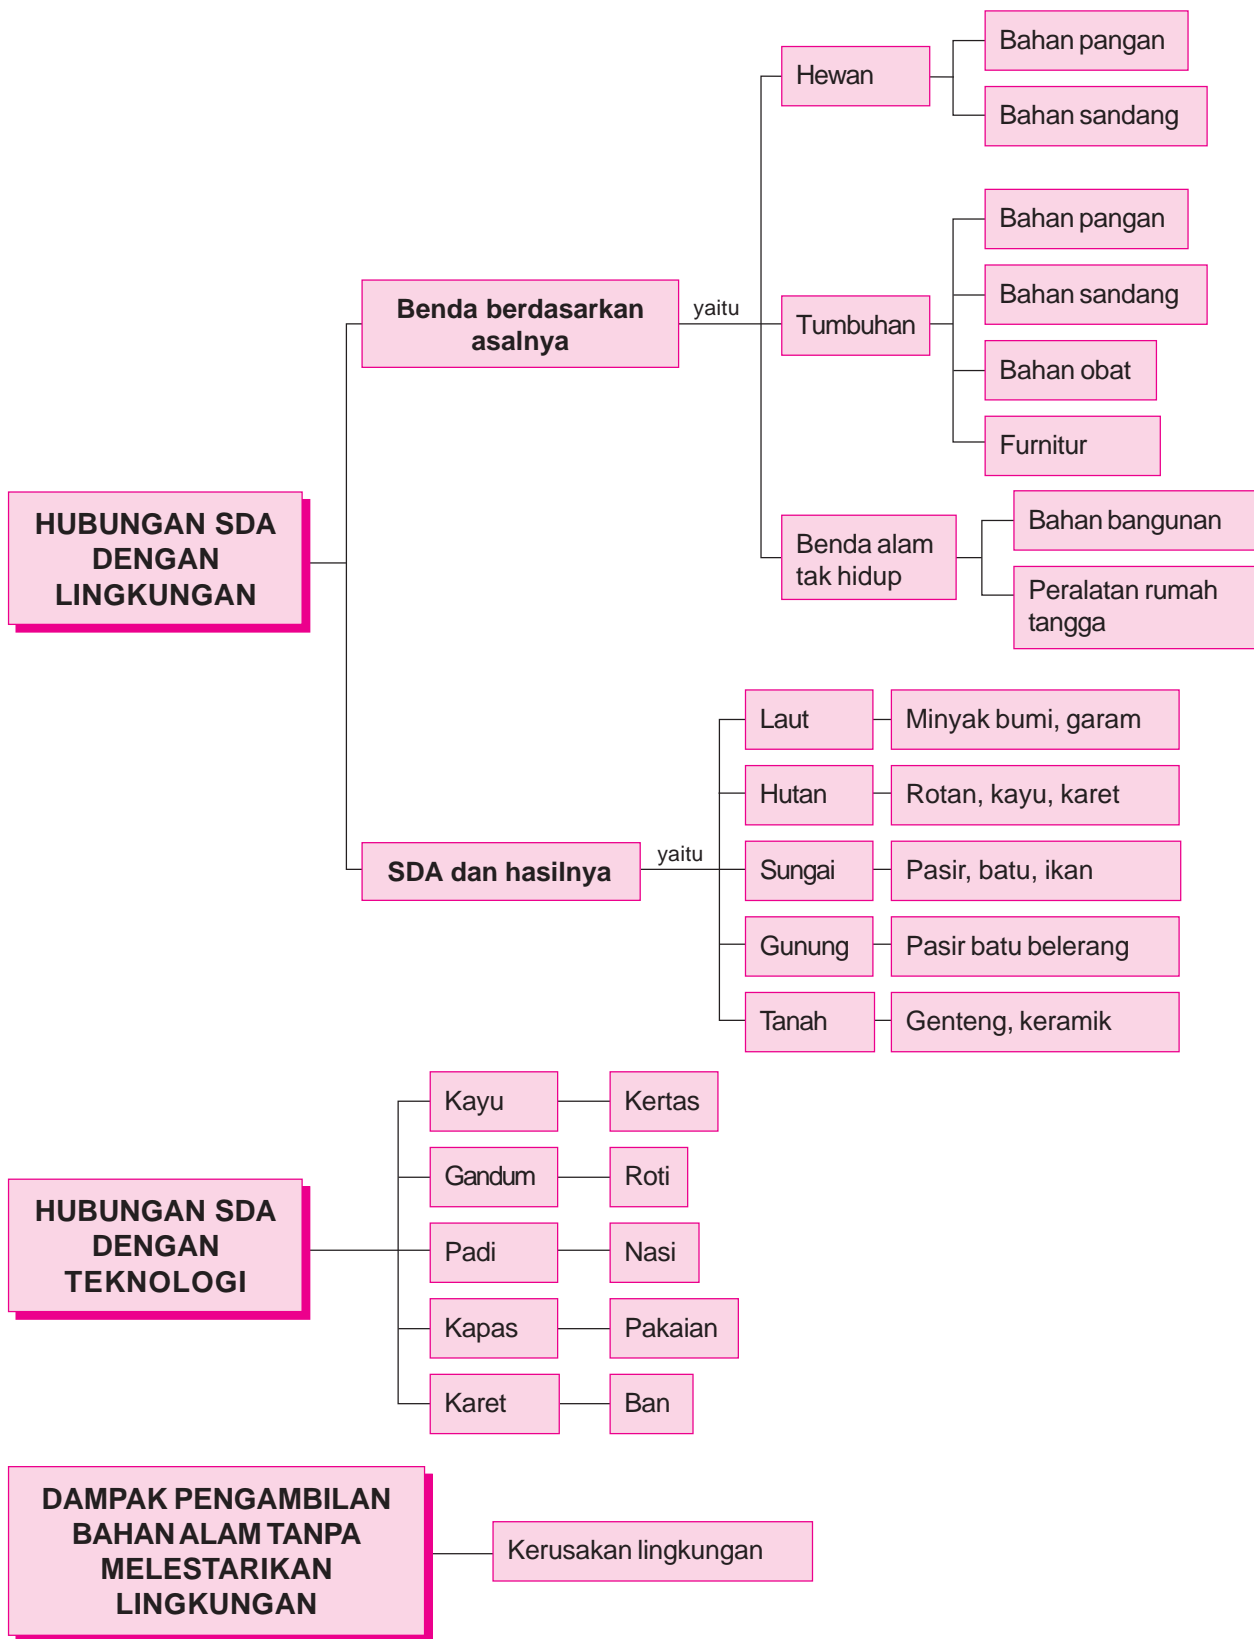 HUBUNGAN SDA
DENGAN
LINGKUNGAN
Benda berdasarkan
asalnya
yaitu
Hewan
Bahan pangan
Bahan sandang
Tumbuhan
Bahan pangan
Bahan sandang
Bahan obat
Furnitur
Benda alam
tak hidup
Bahan bangunan
Peralatan rumah
tangga
SDA dan hasilnya
yaitu
Laut
Minyak bumi, garam
Hutan
Rotan, kayu, karet
Sungai
Pasir, batu, ikan
Gunung
Pasir batu belerang
Tanah
Genteng, keramik
HUBUNGAN SDA
DENGAN
TEKNOLOGI
Kayu
Kertas
Gandum
Roti
Padi
Nasi
Kapas
Pakaian
Karet
Ban
DAMPAK PENGAMBILAN
BAHAN ALAM TANPA
MELESTARIKAN
LINGKUNGAN
Kerusakan lingkungan